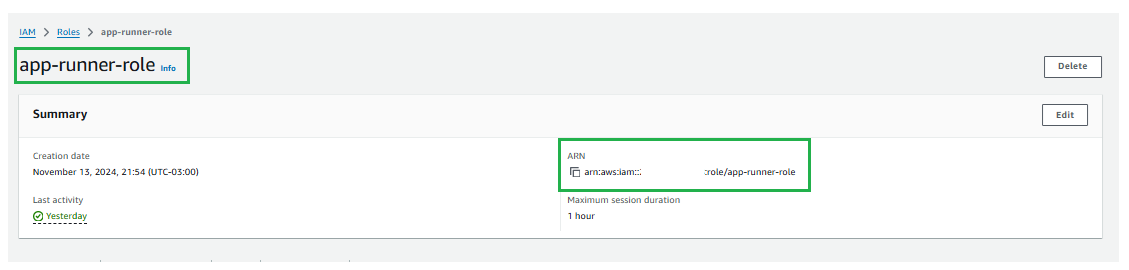 IAM > Roles > app-runner-role
app-runner-role Info
Delete
Summary
Edit
Creation date
November 13, 2024, 21:54 (UTC-03:00)
ARN
arn:aws:iam:: :role/app-runner-role
Last activity
Yesterday
Maximum session duration
1 hour